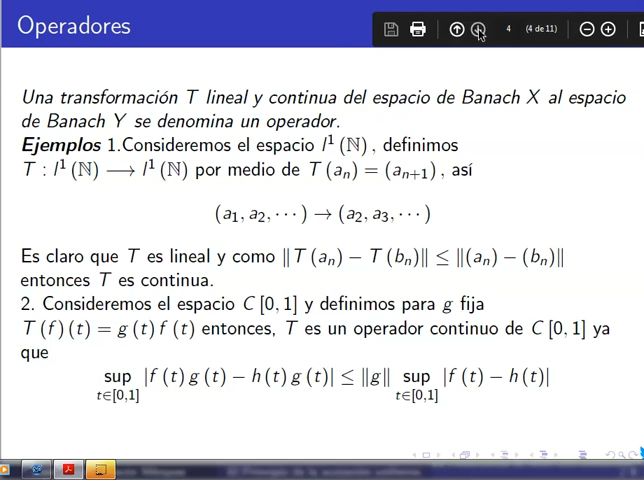 Operadores
4 (4 de 11)
Una transformación T lineal y continua del espacio de Banach X al espacio
de Banach Y se denomina un operador.
Ejemplos 1.Consideremos el espacio l¹ (ℕ) , definimos
T : l¹ (ℕ) ⟶ l¹ (ℕ) por medio de T (aₙ) = (aₙ₊₁) , así
(a₁, a₂, · · · ) → (a₂, a₃, · · · )
Es claro que T es lineal y como ‖T (aₙ) − T (bₙ)‖ ≤ ‖(aₙ) − (bₙ)‖
entonces T es continua.
2. Consideremos el espacio C [0, 1] y definimos para g fija
T (f) (t) = g (t) f (t) entonces, T es un operador continuo de C [0, 1] ya
que
sup |f (t) g (t) − h (t) g (t)| ≤ ‖g‖ sup |f (t) − h (t)|
t∈[0,1] t∈[0,1]